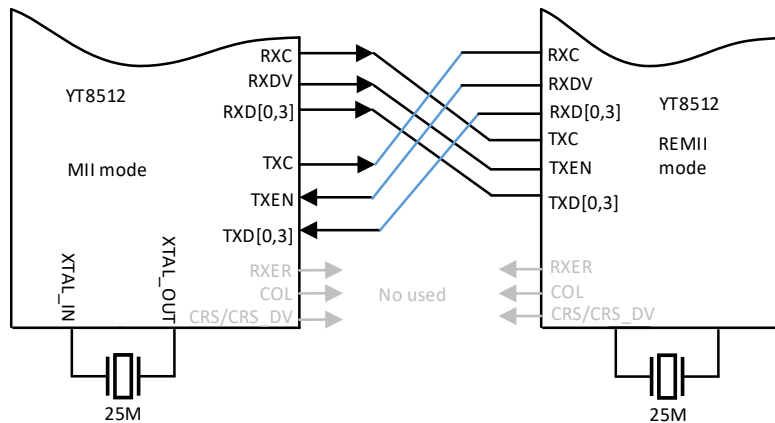 YT8512
MII mode
RXC
RXDV
RXD[0,3]
TXC
TXEN
TXD[0,3]
RXER
COL
CRS/CRS_DV
XTAL_IN
XTAL_OUT
25M
No used
RXC
RXDV
RXD[0,3]
TXC
TXEN
TXD[0,3]
RXER
COL
CRS/CRS_DV
YT8512
REMII
mode
25M